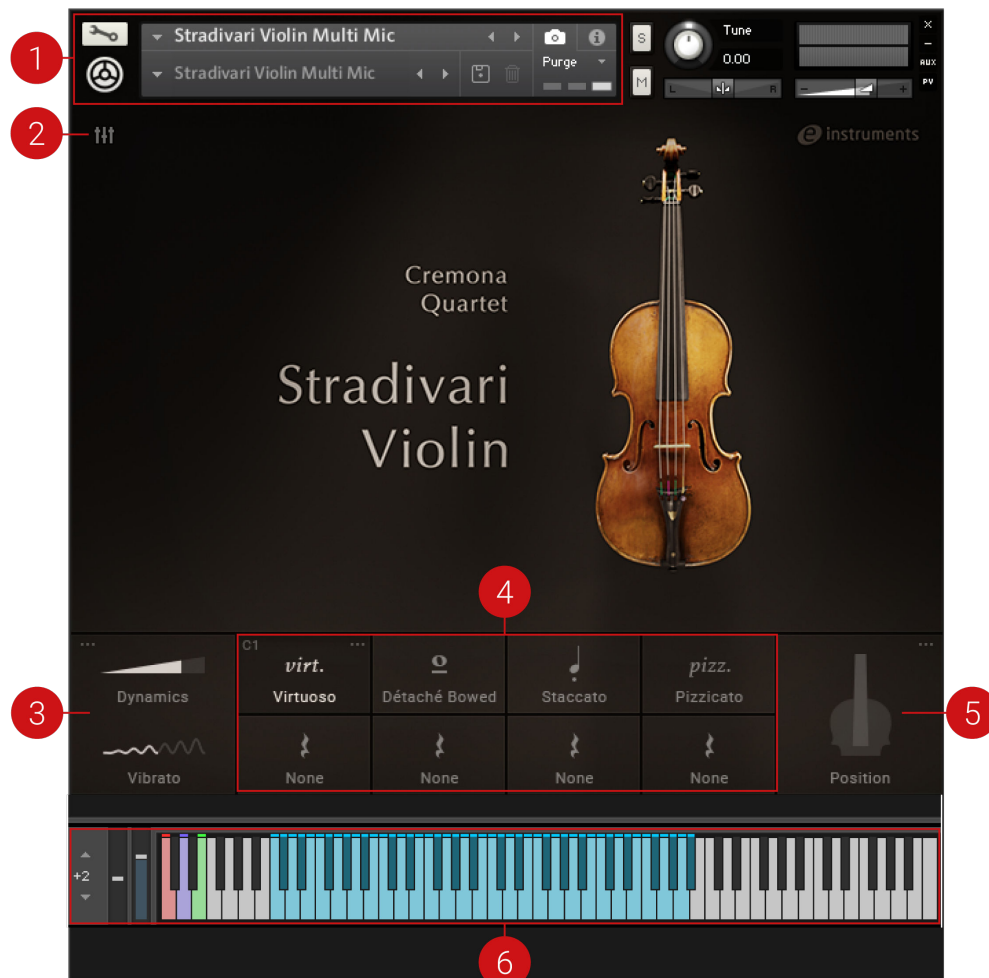 1
Stradivari Violin Multi Mic
Stradivari Violin Multi Mic
Purge
S
M
Tune
0.00
L
R
-
+
×
-
AUX
PV
2
e instruments
Cremona
Quartet
Stradivari
Violin
4
3
Dynamics
Vibrato
C1
virt.
Virtuoso
Détaché Bowed
Staccato
pizz.
Pizzicato
None
None
None
None
Position
5
+2
6